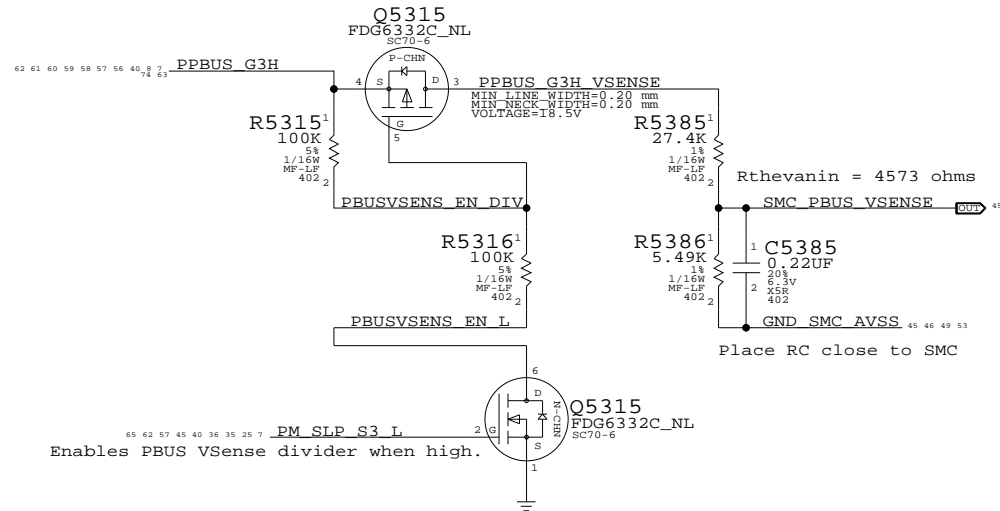 Q5315
FDG6332C_NL
SC70-6
P-CHN
62 61 60 59 58 57 56 40 8 7
74 63
PPBUS_G3H
4
S
D
3
G
5
PPBUS_G3H_VSENSE
MIN_LINE_WIDTH=0.20 mm
MIN_NECK_WIDTH=0.20 mm
VOLTAGE=18.5V
R5315
1
100K
5%
1/16W
MF-LF
402
2
R5385
1
27.4K
1%
1/16W
MF-LF
402
2
Rthevanin = 4573 ohms
PBUSVSENS_EN_DIV
SMC_PBUS_VSENSE
OUT
45
R5316
1
100K
5%
1/16W
MF-LF
402
2
R5386
1
5.49K
1%
1/16W
MF-LF
402
2
1
C5385
0.22UF
20%
6.3V
X5R
402
2
PBUSVSENS_EN_L
GND_SMC_AVSS
45 46 49 53
Place RC close to SMC
6
D
N-CHN
Q5315
FDG6332C_NL
SC70-6
65 62 57 45 40 36 35 25 7
PM_SLP_S3_L
2
G
S
1
Enables PBUS VSense divider when high.